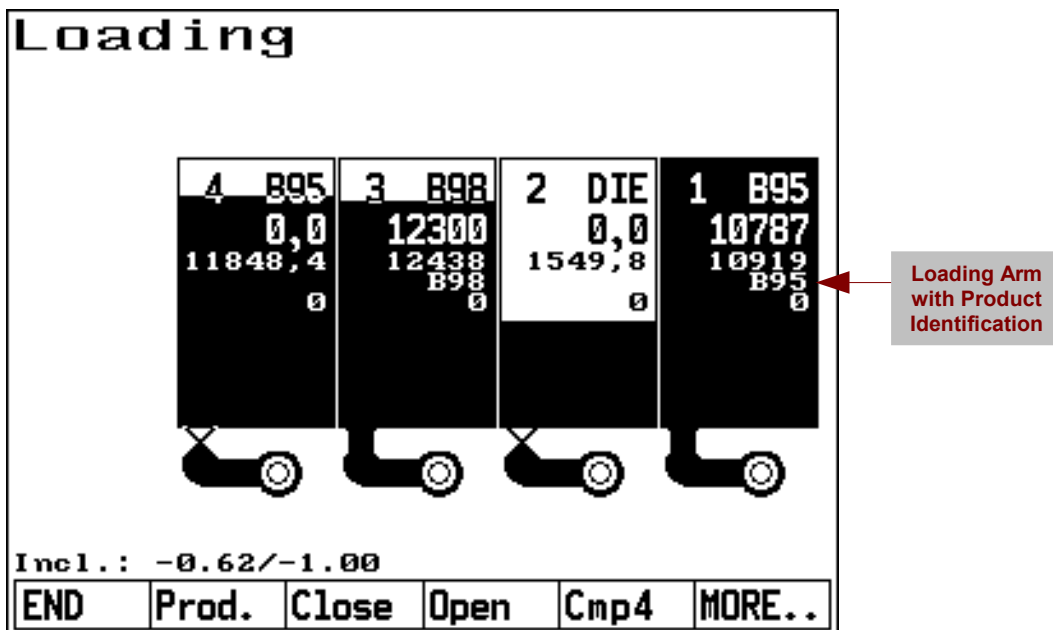 Loading
4 B95 3 B98 2 DIE 1 B95
0,0 12300 0,0 10787
11848,4 12438 1549,8 10919
B98 B95
0 0 0 0
Loading Arm
with Product
Identification
Incl.: -0.62/-1.00
END Prod. Close Open Cmp4 MORE..